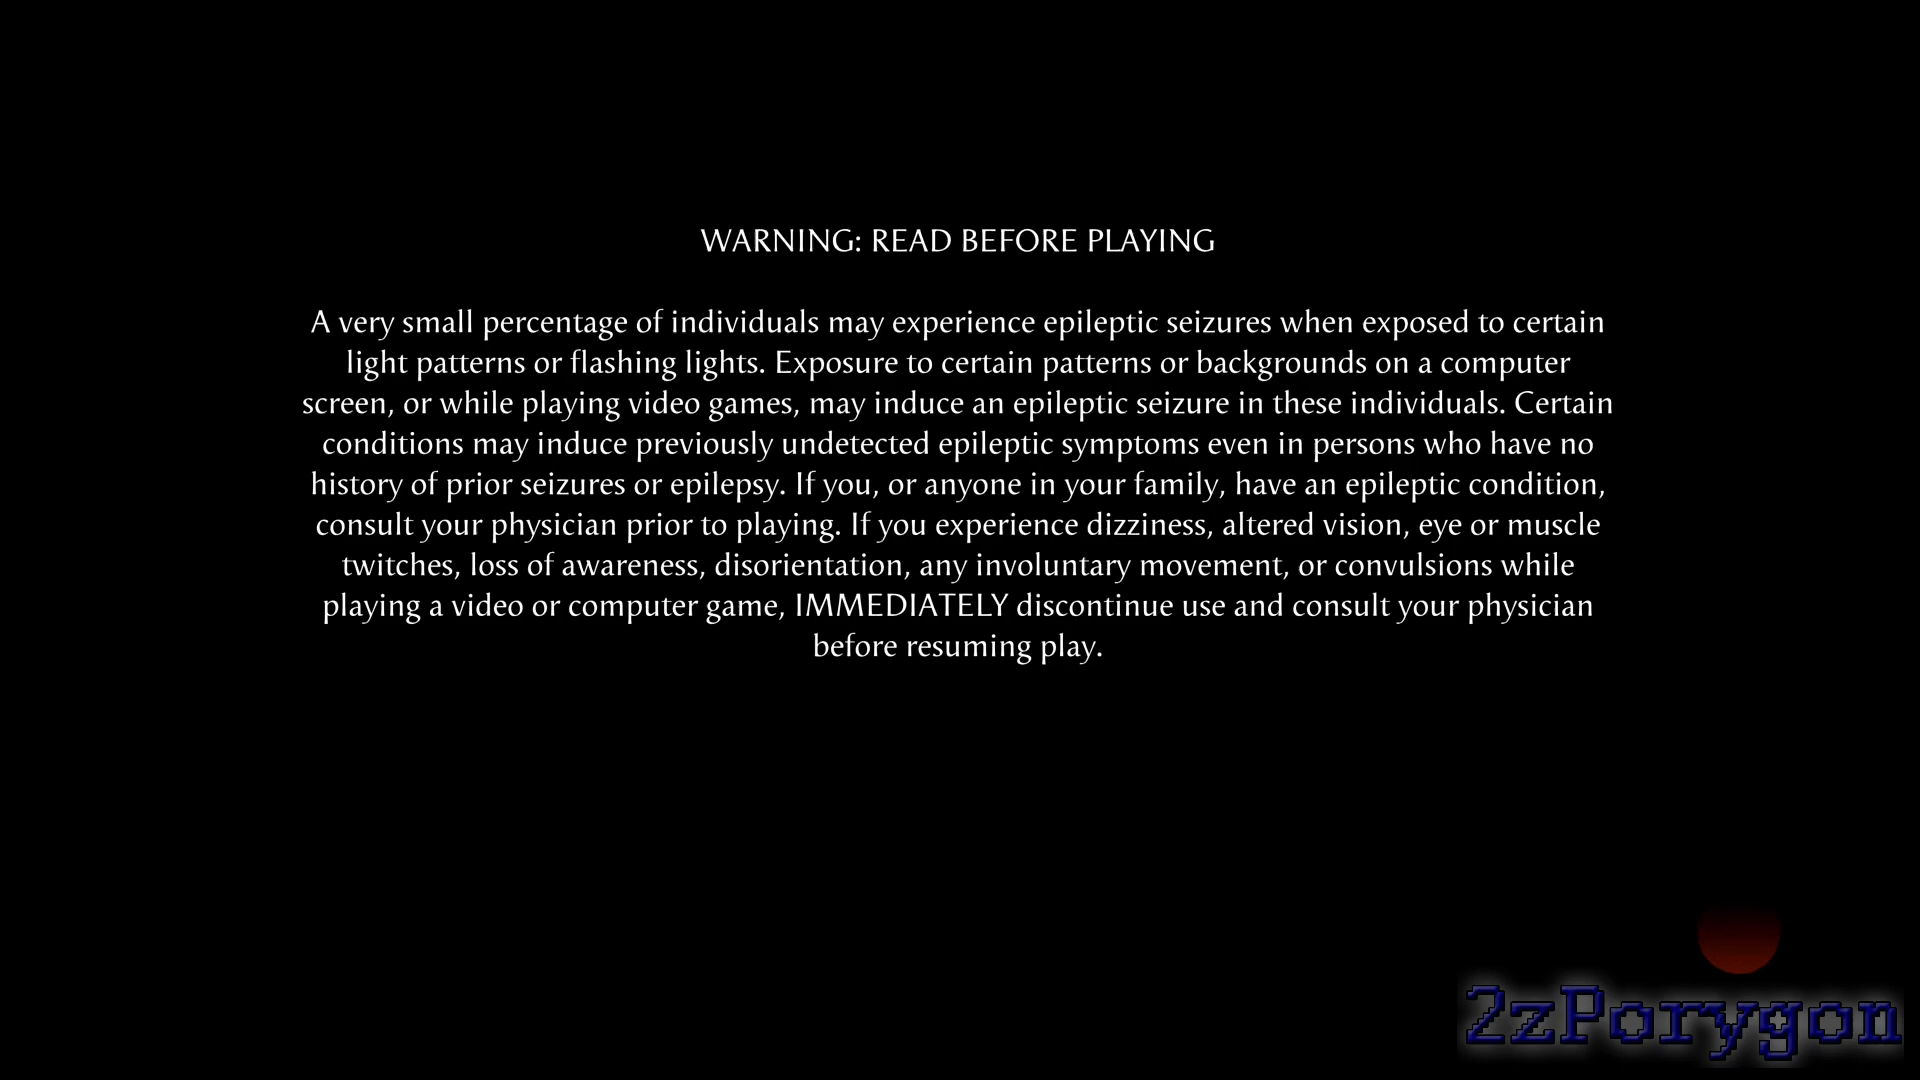 WARNING: READ BEFORE PLAYING
A very small percentage of individuals may experience epileptic seizures when exposed to certain
light patterns or flashing lights. Exposure to certain patterns or backgrounds on a computer
screen, or while playing video games, may induce an epileptic seizure in these individuals. Certain
conditions may induce previously undetected epileptic symptoms even in persons who have no
history of prior seizures or epilepsy. If you, or anyone in your family, have an epileptic condition,
consult your physician prior to playing. If you experience dizziness, altered vision, eye or muscle
twitches, loss of awareness, disorientation, any involuntary movement, or convulsions while
playing a video or computer game, IMMEDIATELY discontinue use and consult your physician
before resuming play.
2zPorygon